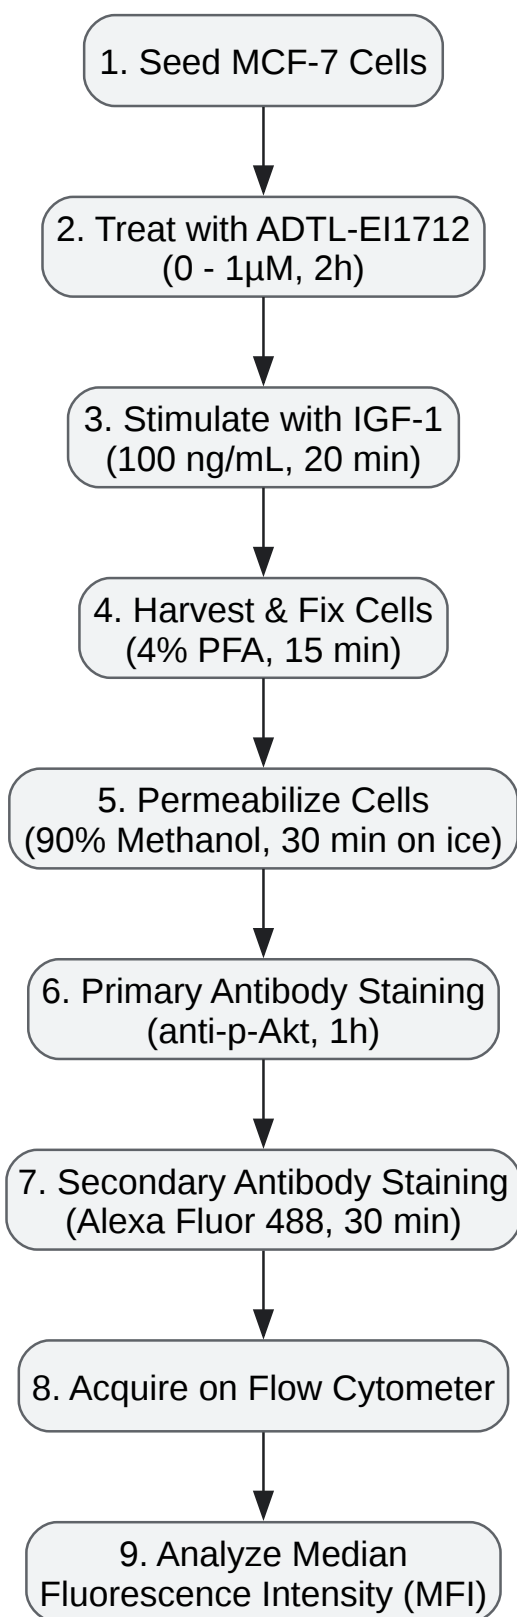 1. Seed MCF-7 Cells
2. Treat with ADTL-EI1712
(0 - 1µM, 2h)
3. Stimulate with IGF-1
(100 ng/mL, 20 min)
4. Harvest & Fix Cells
(4% PFA, 15 min)
5. Permeabilize Cells
(90% Methanol, 30 min on ice)
6. Primary Antibody Staining
(anti-p-Akt, 1h)
7. Secondary Antibody Staining
(Alexa Fluor 488, 30 min)
8. Acquire on Flow Cytometer
9. Analyze Median
Fluorescence Intensity (MFI)